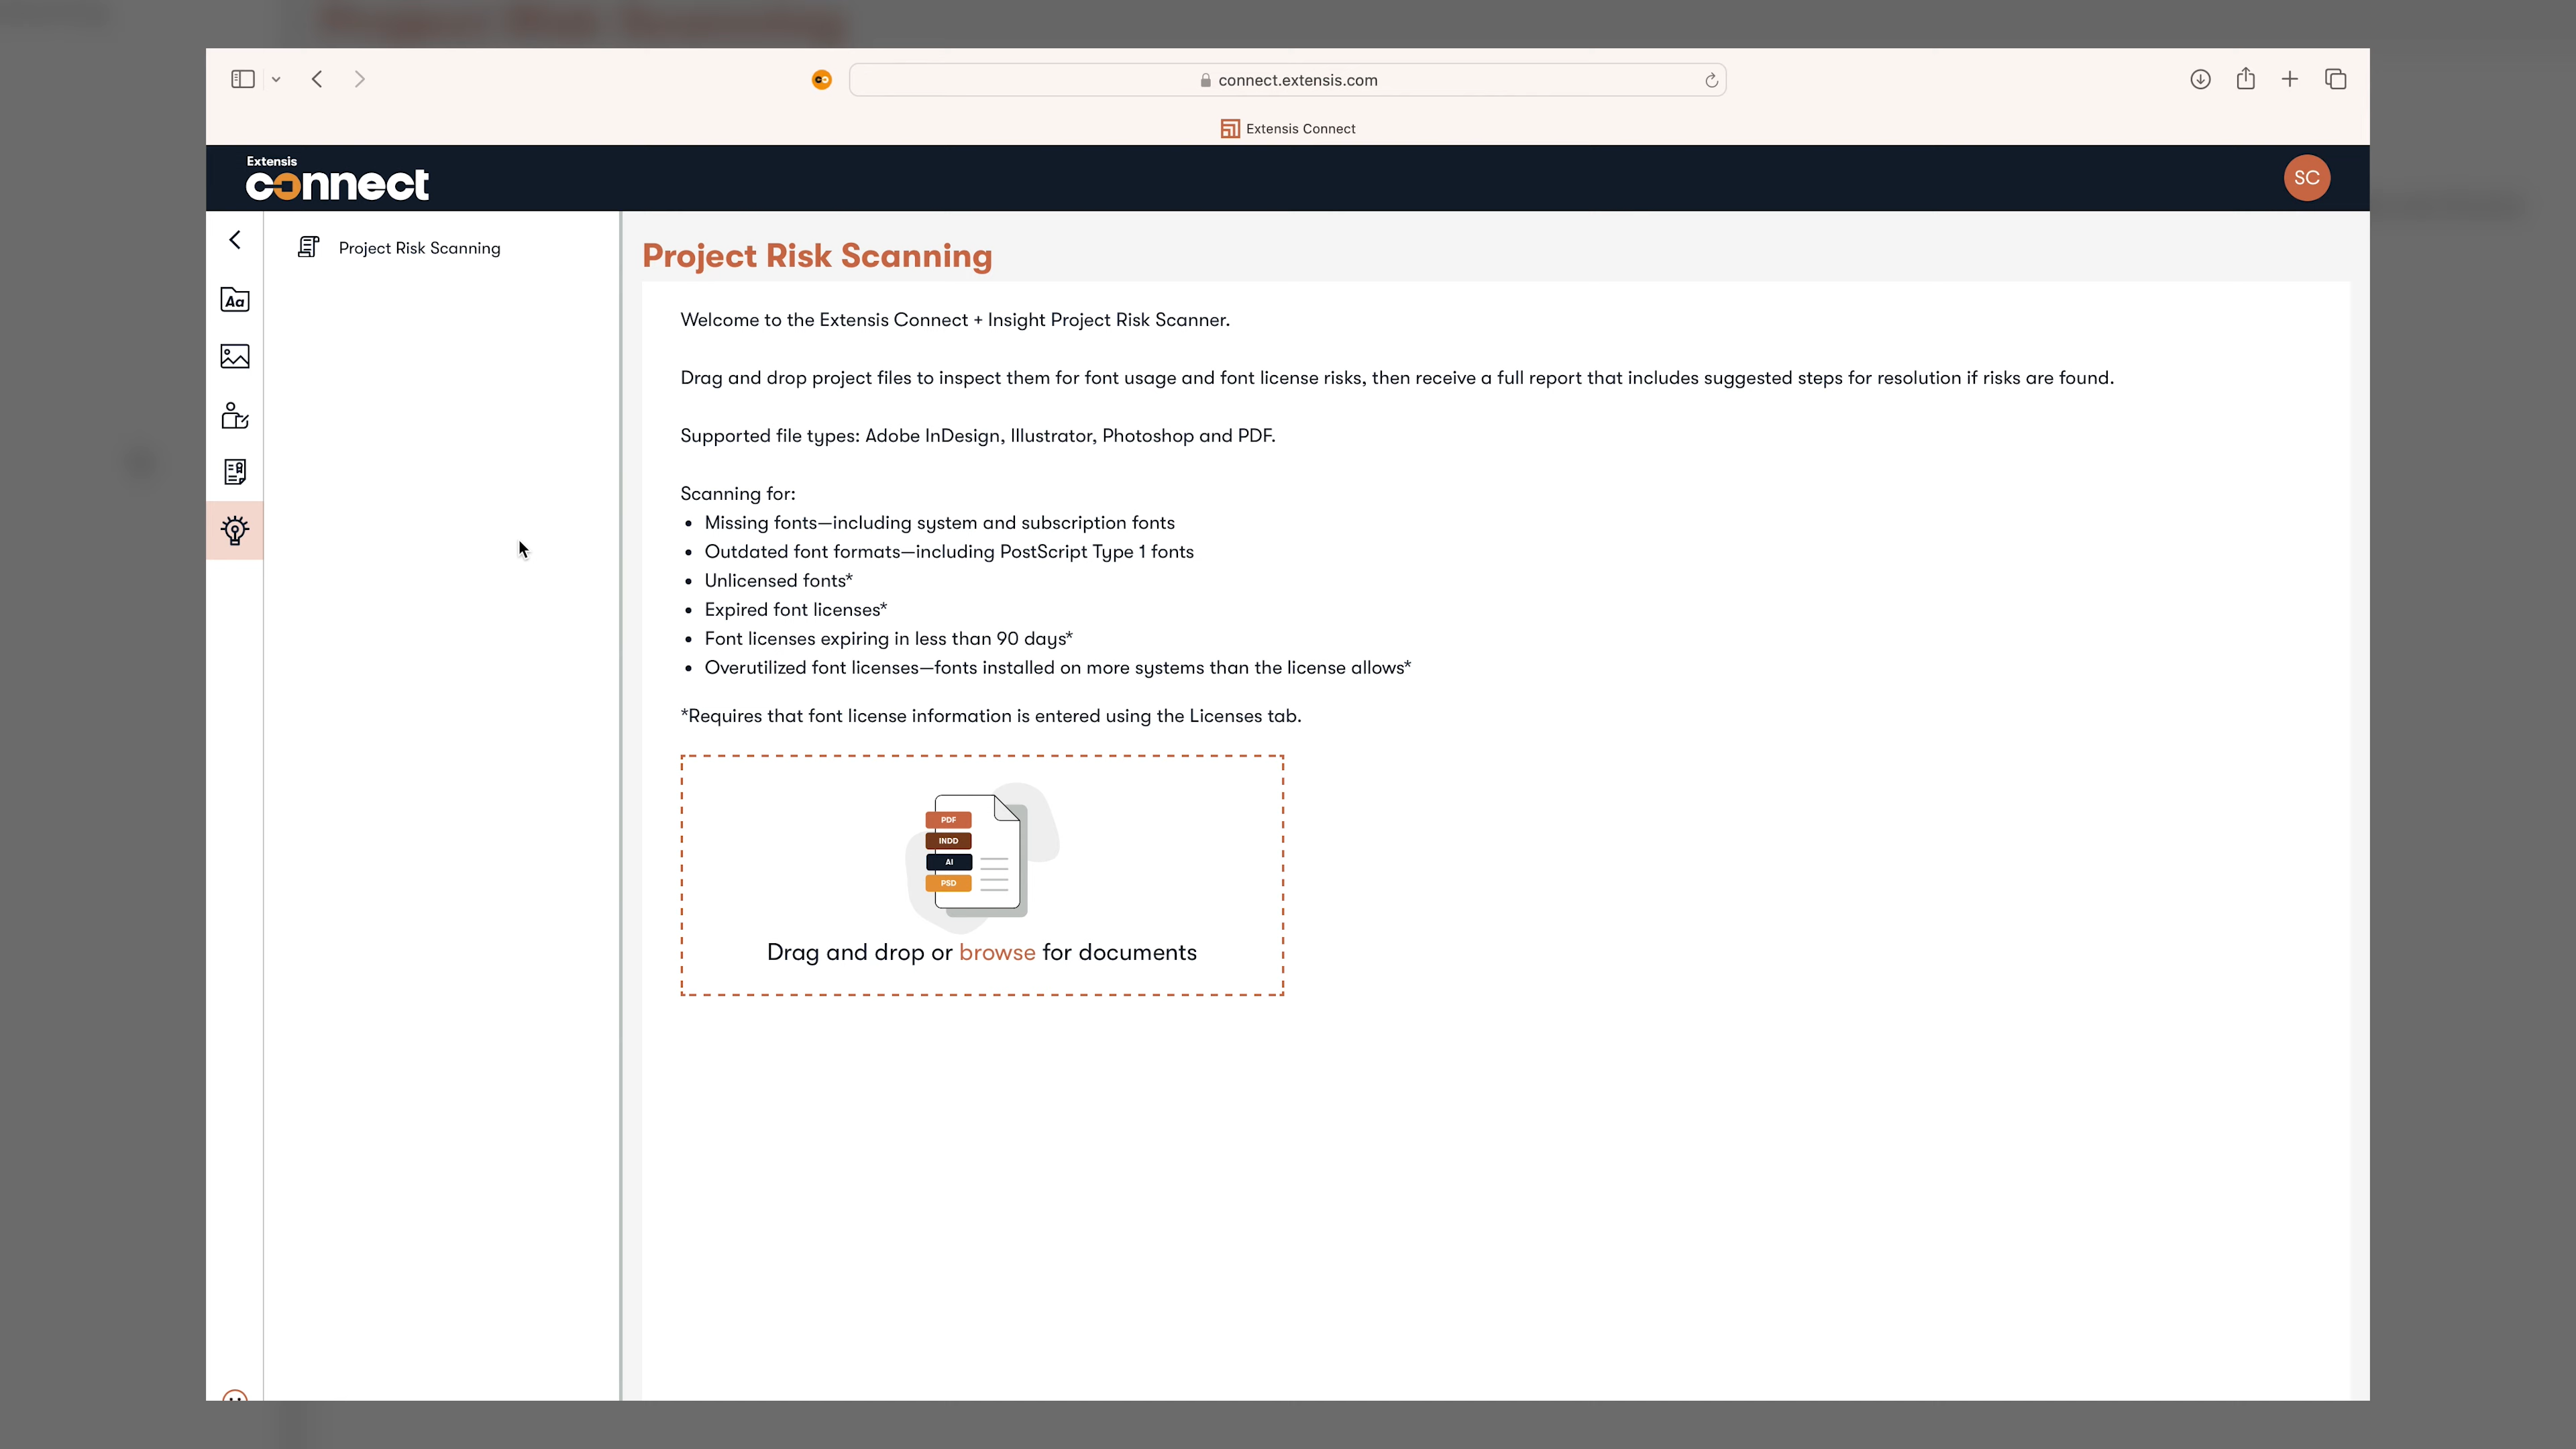 connect.extensis.com
Extensis Connect
Extensis
connect
SC
Project Risk Scanning
Aa
Project Risk Scanning
Welcome to the Extensis Connect + Insight Project Risk Scanner.
Drag and drop project files to inspect them for font usage and font license risks, then receive a full report that includes suggested steps for resolution if risks are found.
Supported file types: Adobe InDesign, Illustrator, Photoshop and PDF.
Scanning for:
• Missing fonts—including system and subscription fonts
• Outdated font formats—including PostScript Type 1 fonts
• Unlicensed fonts*
• Expired font licenses*
• Font licenses expiring in less than 90 days*
• Overutilized font licenses—fonts installed on more systems than the license allows*
*Requires that font license information is entered using the Licenses tab.
PDF
INDD
AI
PSD
Drag and drop or browse for documents